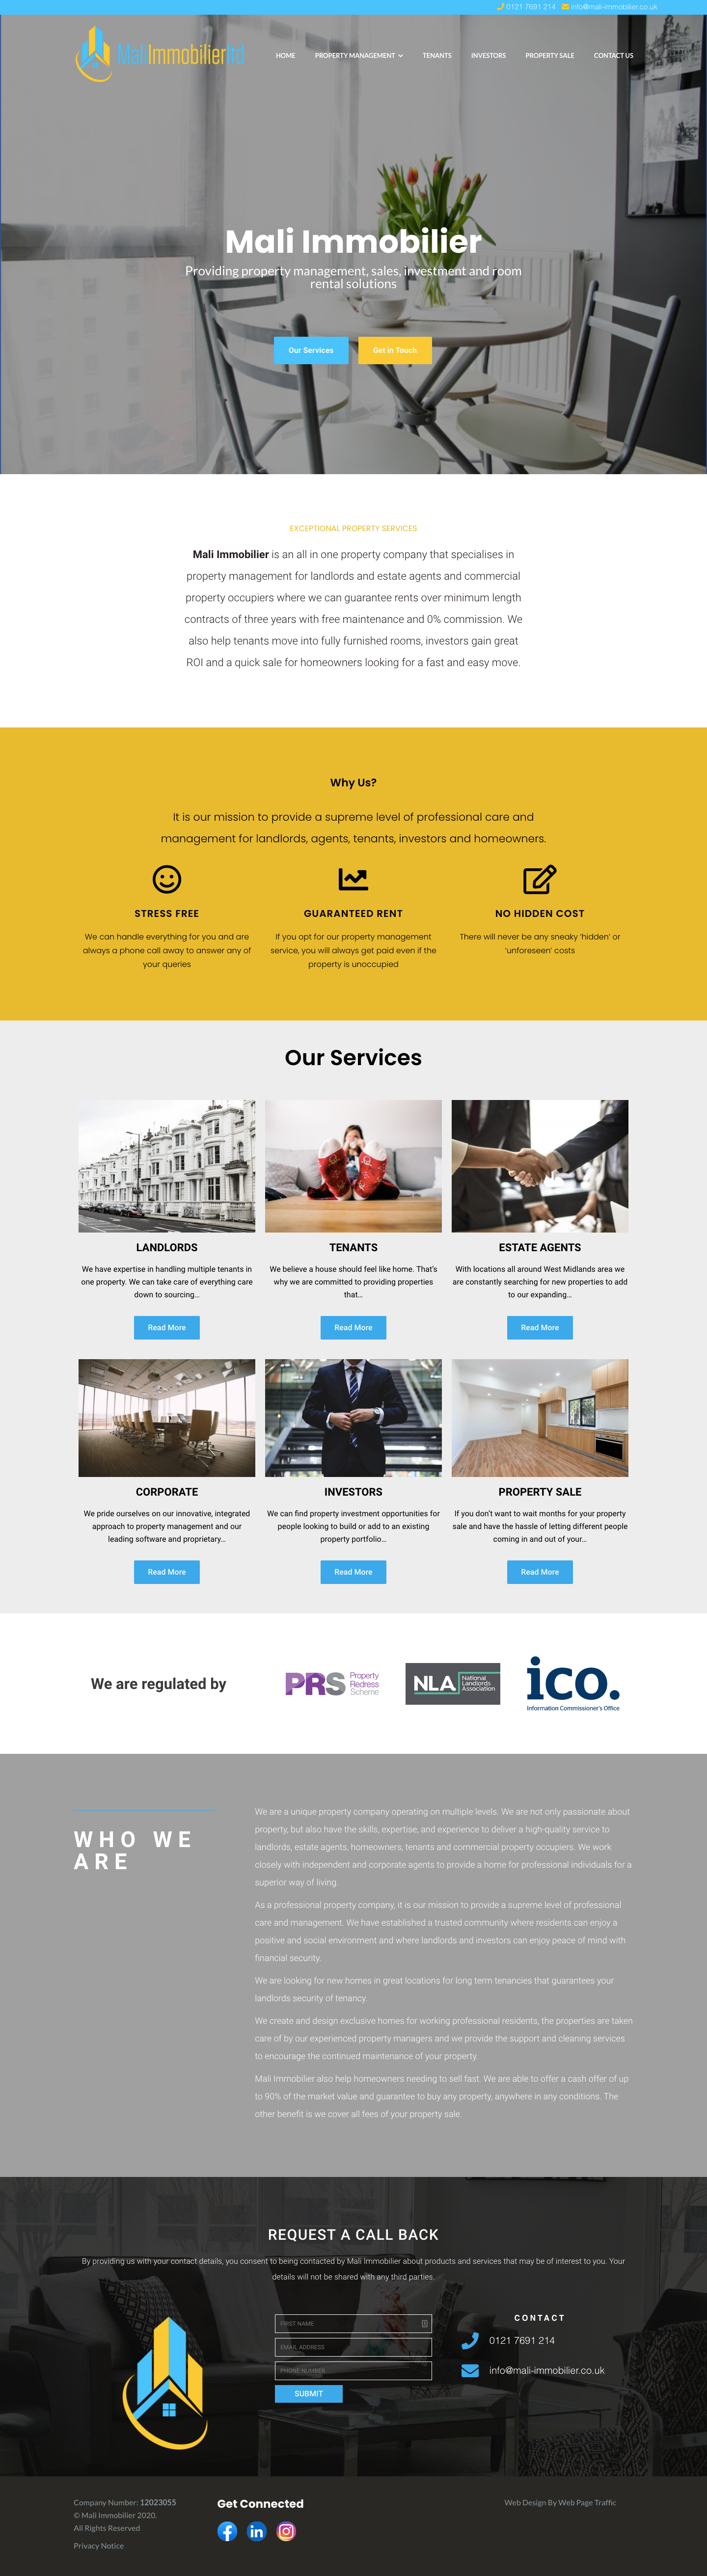 0121 7691 214 info@mali-immobilier.co.uk
MaliImmobilierltd
HOME PROPERTY MANAGEMENT TENANTS INVESTORS PROPERTY SALE CONTACT US
Mali Immobilier
Providing property management, sales, investment and room
rental solutions
Our Services Get in Touch
EXCEPTIONAL PROPERTY SERVICES
Mali Immobilier is an all in one property company that specialises in
property management for landlords and estate agents and commercial
property occupiers where we can guarantee rents over minimum length
contracts of three years with free maintenance and 0% commission. We
also help tenants move into fully furnished rooms, investors gain great
ROI and a quick sale for homeowners looking for a fast and easy move.
Why Us?
It is our mission to provide a supreme level of professional care and
management for landlords, agents, tenants, investors and homeowners.
STRESS FREE
We can handle everything for you and are
always a phone call away to answer any of
your queries
GUARANTEED RENT
If you opt for our property management
service, you will always get paid even if the
property is unoccupied
NO HIDDEN COST
There will never be any sneaky ‘hidden’ or
‘unforeseen’ costs
Our Services
LANDLORDS
We have expertise in handling multiple tenants in
one property. We can take care of everything care
down to sourcing...
Read More
TENANTS
We believe a house should feel like home. That's
why we are committed to providing properties
that...
Read More
ESTATE AGENTS
With locations all around West Midlands area we
are constantly searching for new properties to add
to our expanding...
Read More
CORPORATE
We pride ourselves on our innovative, integrated
approach to property management and our
leading software and proprietary...
Read More
INVESTORS
We can find property investment opportunities for
people looking to build or add to an existing
property portfolio...
Read More
PROPERTY SALE
If you don't want to wait months for your property
sale and have the hassle of letting different people
coming in and out of your...
Read More
We are regulated by
PRS Property
Redress
Scheme
NLA National
Landlords
Association
ico.
Information Commissioner's Office
WHO WE
ARE
We are a unique property company operating on multiple levels. We are not only passionate about
property, but also have the skills, expertise, and experience to deliver a high-quality service to
landlords, estate agents, homeowners, tenants and commercial property occupiers. We work
closely with independent and corporate agents to provide a home for professional individuals for a
superior way of living.
As a professional property company, it is our mission to provide a supreme level of professional
care and management. We have established a trusted community where residents can enjoy a
positive and social environment and where landlords and investors can enjoy peace of mind with
financial security.
We are looking for new homes in great locations for long term tenancies that guarantees your
landlords security of tenancy.
We create and design exclusive homes for working professional residents, the properties are taken
care of by our experienced property managers and we provide the support and cleaning services
to encourage the continued maintenance of your property.
Mali Immobilier also help homeowners needing to sell fast. We are able to offer a cash offer of up
to 90% of the market value and guarantee to buy any property, anywhere in any conditions. The
other benefit is we cover all fees of your property sale.
REQUEST A CALL BACK
By providing us with your contact details, you consent to being contacted by Mali Immobilier about products and services that may be of interest to you. Your
details will not be shared with any third parties.
FIRST NAME
EMAIL ADDRESS
PHONE NUMBER
SUBMIT
CONTACT
0121 7691 214
info@mali-immobilier.co.uk
Company Number: 12023055
© Mali Immobilier 2020.
All Rights Reserved
Privacy Notice
Get Connected
Web Design By Web Page Traffic